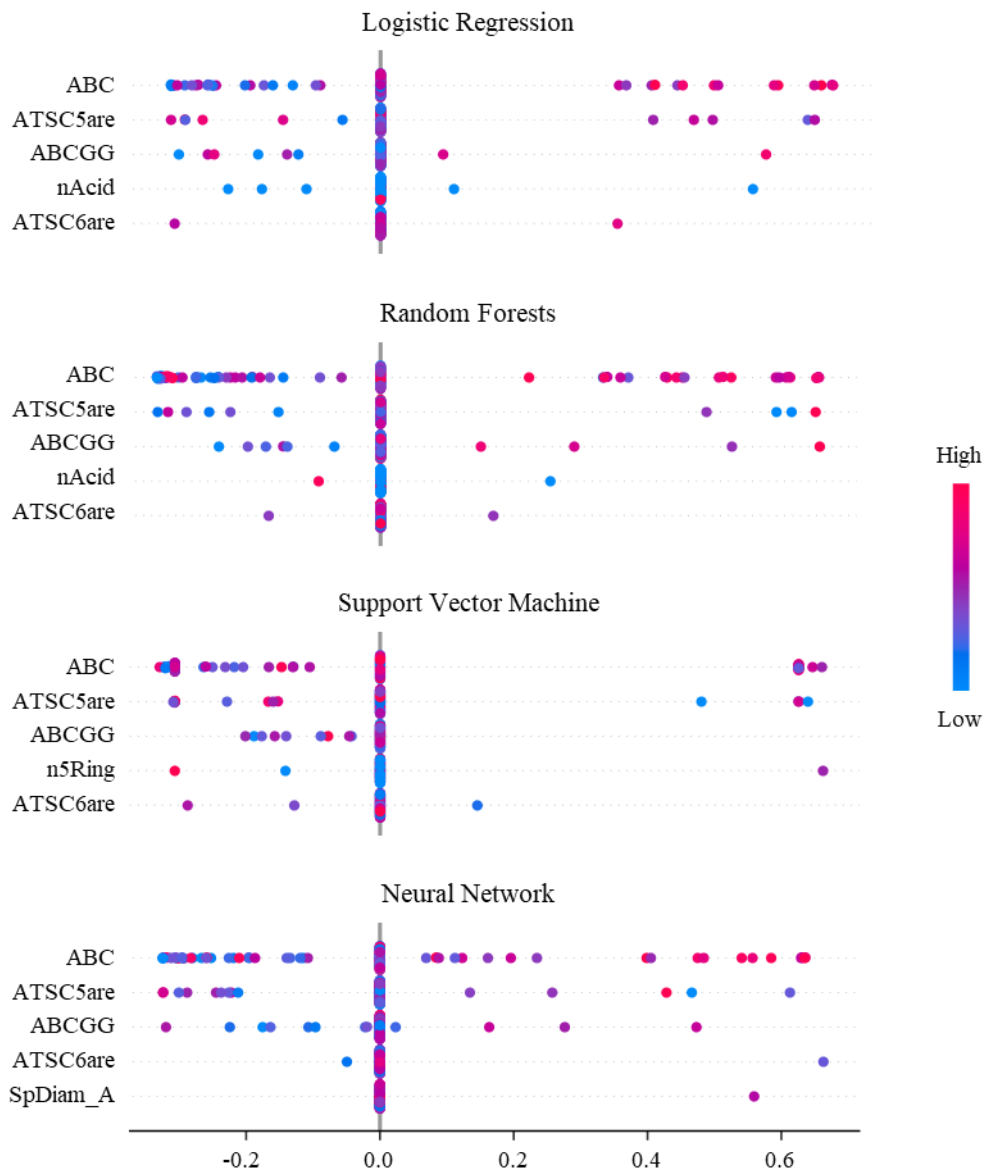 Logistic Regression
ABC
ATSC5are
ABCGG
nAcid
ATSC6are
Random Forests
ABC
ATSC5are
ABCGG
nAcid
ATSC6are
High
Low
Support Vector Machine
ABC
ATSC5are
ABCGG
n5Ring
ATSC6are
Neural Network
ABC
ATSC5are
ABCGG
ATSC6are
SpDiam_A
-0.2 0.0 0.2 0.4 0.6